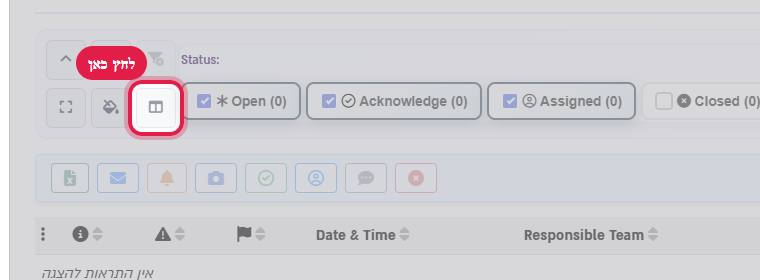 לחץ כאן
Status:
Open (0)
Acknowledge (0)
Assigned (0)
Closed (0)
Date & Time
Responsible Team
אין התראות להצגה